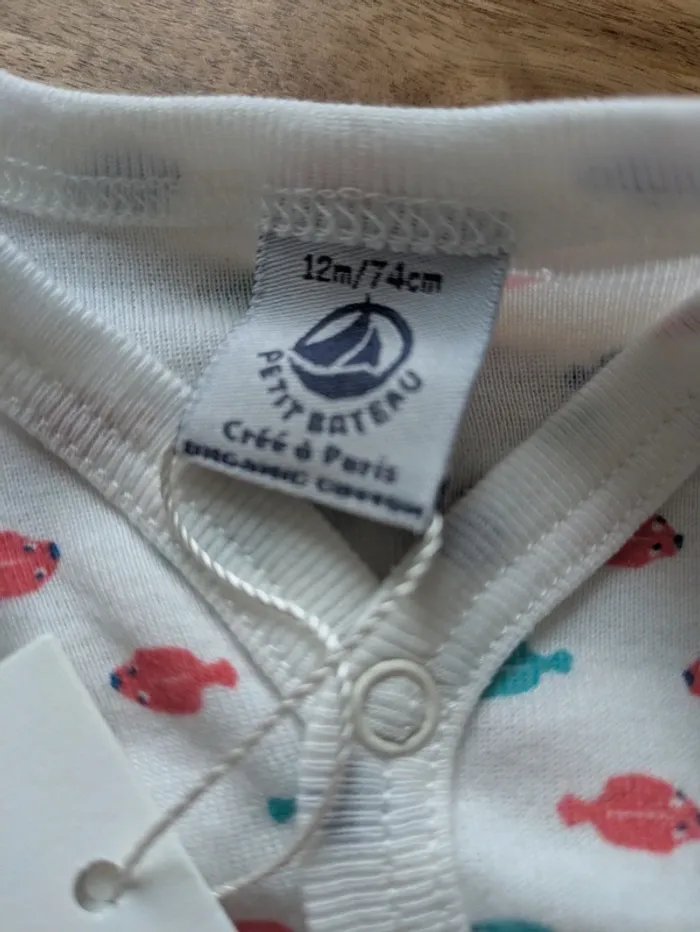 12m/74cm
PETIT BATEAU
Créé à Paris
ORGANIC COTTON